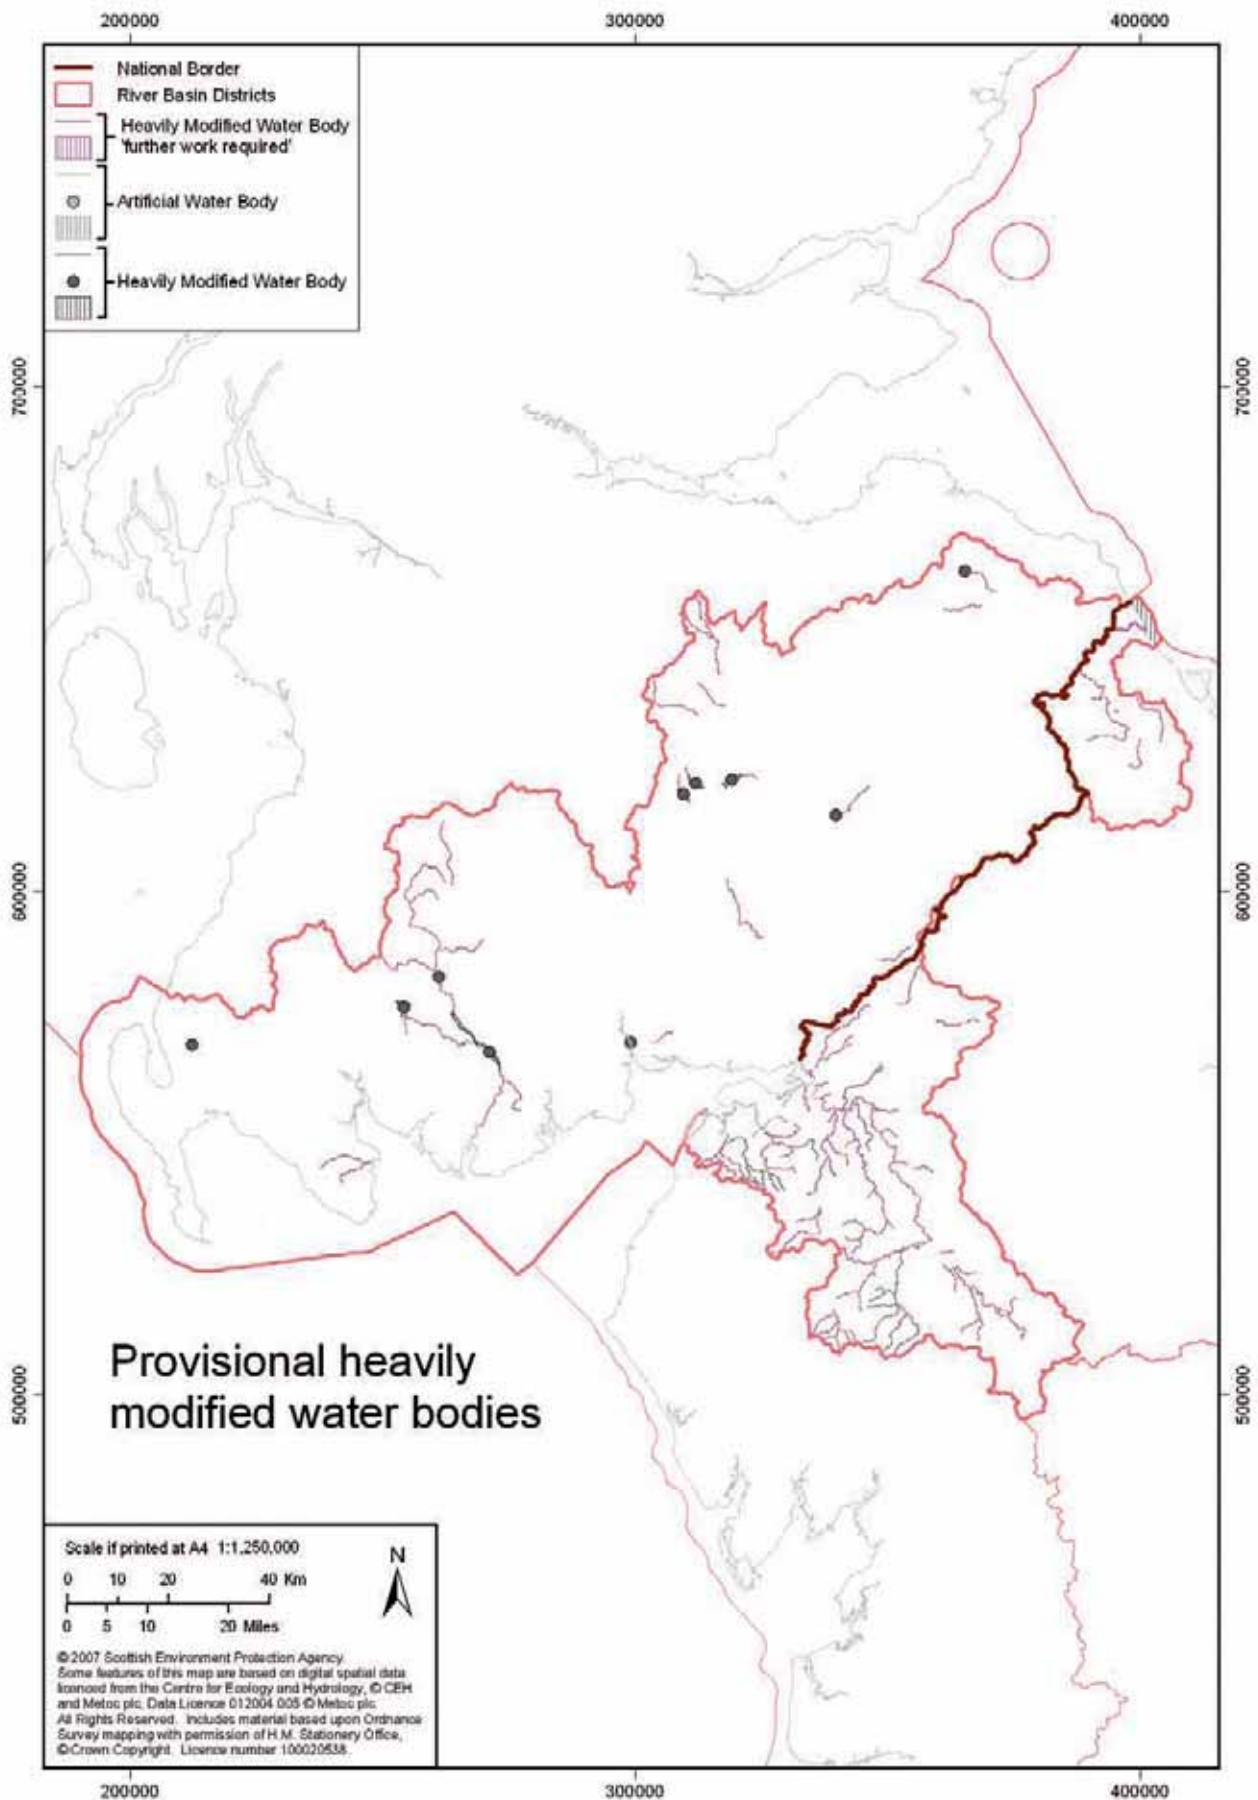 200000 300000 400000
National Border
River Basin Districts
Heavily Modified Water Body
'further work required'
Artificial Water Body
Heavily Modified Water Body
700000 700000
600000 600000
500000 500000
Provisional heavily
modified water bodies
Scale if printed at A4 1:1,250,000
N
0 10 20 40 Km
0 5 10 20 Miles
© 2007 Scottish Environment Protection Agency.
Some features of this map are based on digital spatial data
licenced from the Centre for Ecology and Hydrology, © CEH
and Metoc plc, Data Licence 012004.005 © Metoc plc.
All Rights Reserved. Includes material based upon Ordnance
Survey mapping with permission of H.M. Stationery Office,
© Crown Copyright. Licence number 100020538.
200000 300000 400000